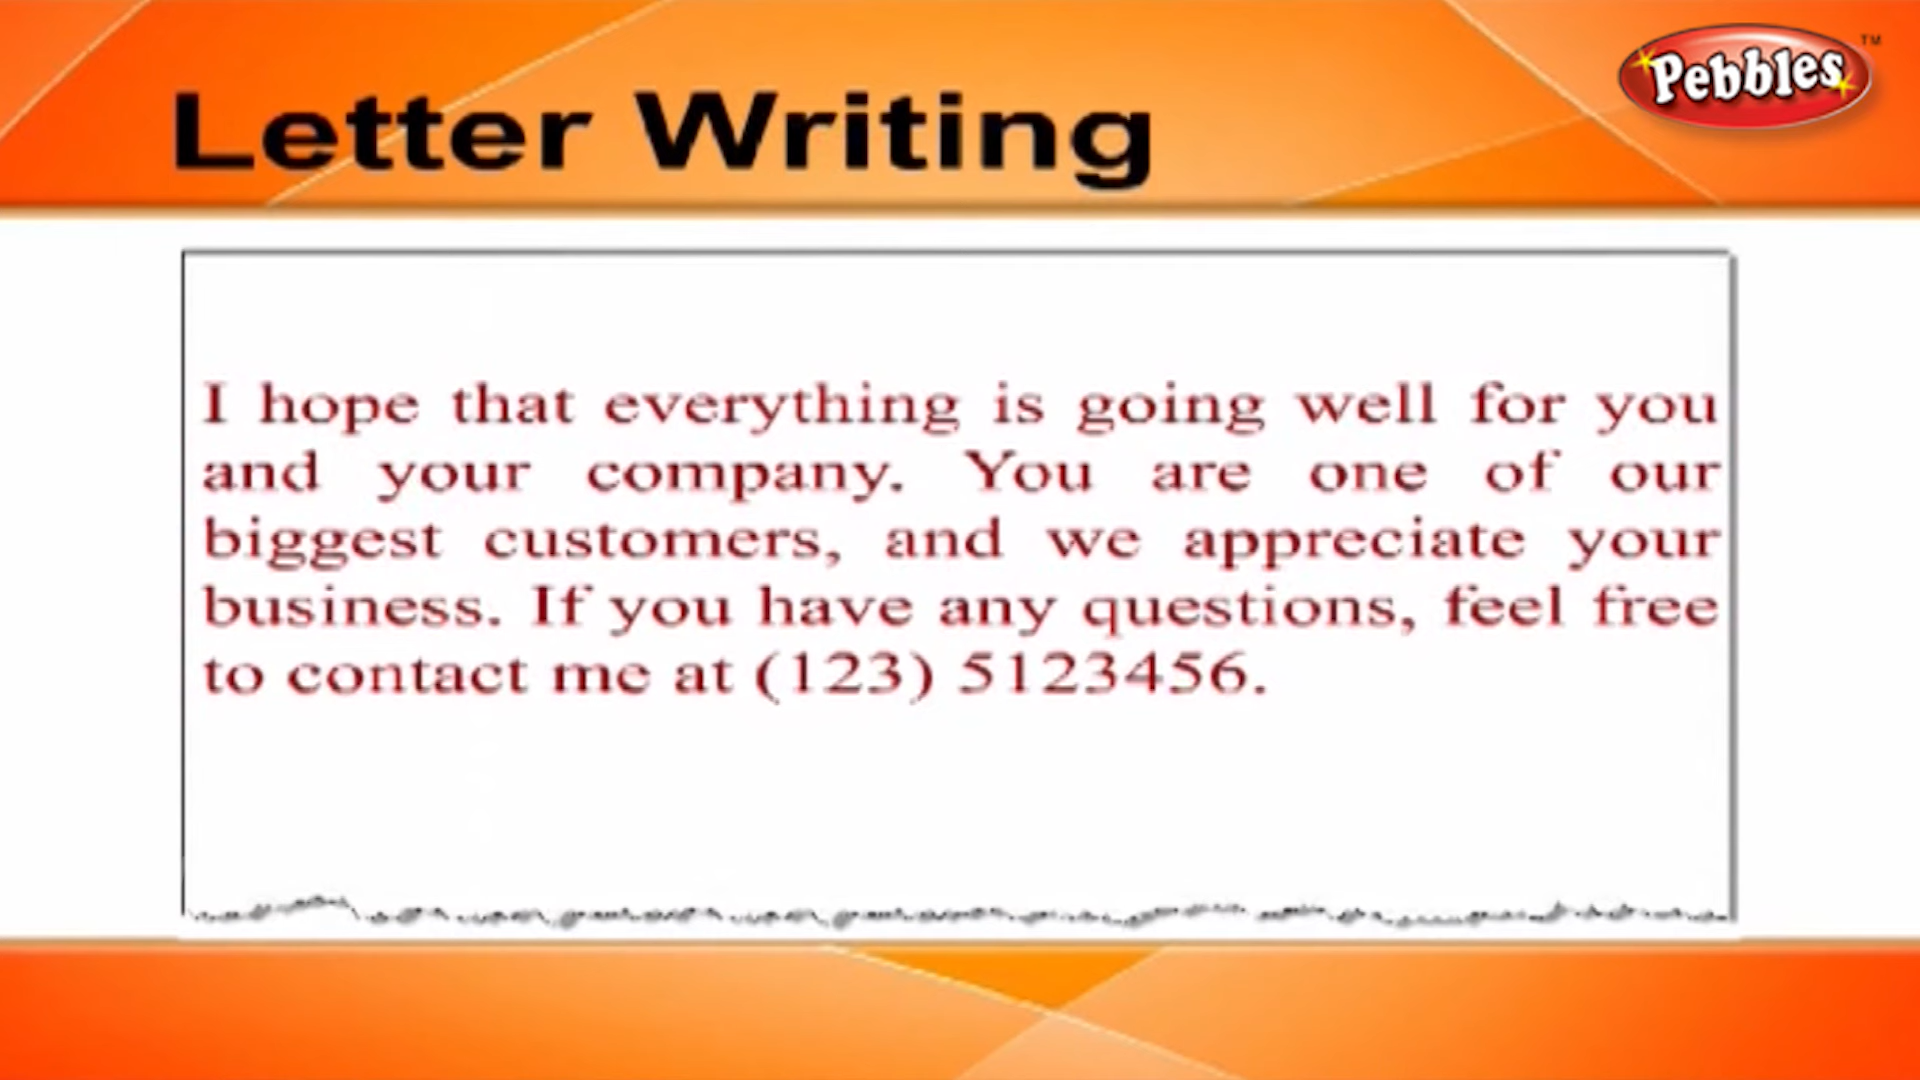 Letter Writing
Pebbles TM
I hope that everything is going well for you
and your company. You are one of our
biggest customers, and we appreciate your
business. If you have any questions, feel free
to contact me at (123) 5123456.